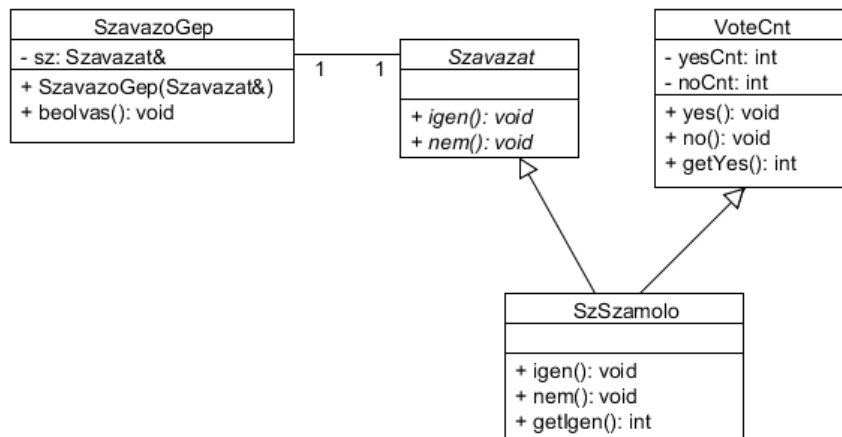 SzavazoGep
- sz: Szavazat&
+ SzavazoGep(Szavazat&)
+ beolvas(): void
1
1
Szavazat
+ igen(): void
+ nem(): void
VoteCnt
- yesCnt: int
- noCnt: int
+ yes(): void
+ no(): void
+ getYes(): int
SzSzamolo
+ igen(): void
+ nem(): void
+ getIgen(): int